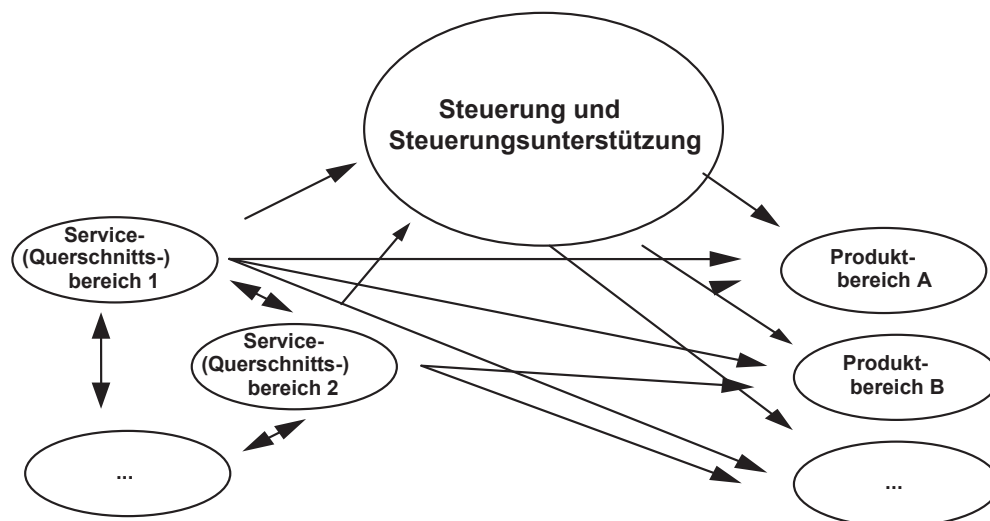 Steuerung und
Steuerungsunterstützung
Service-
(Querschnitts-)
bereich 1
Produkt-
bereich A
Service-
(Querschnitts-)
bereich 2
Produkt-
bereich B
...
...